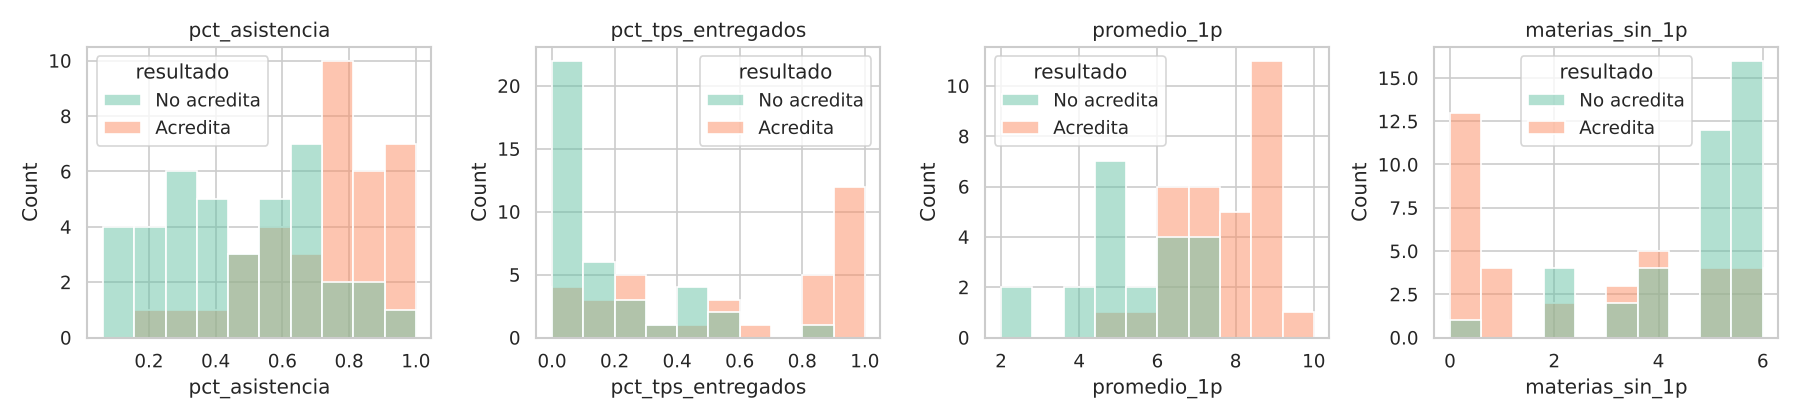 pct_asistencia
resultado
No acredita
Acredita
Count
10
8
6
4
2
0
0.2
0.4
0.6
0.8
1.0
pct_asistencia
pct_tps_entregados
resultado
No acredita
Acredita
Count
20
15
10
5
0
0.0
0.2
0.4
0.6
0.8
1.0
pct_tps_entregados
promedio_1p
resultado
No acredita
Acredita
Count
10
8
6
4
2
0
2
4
6
8
10
promedio_1p
materias_sin_1p
resultado
No acredita
Acredita
Count
15.0
12.5
10.0
7.5
5.0
2.5
0.0
0
2
4
6
materias_sin_1p